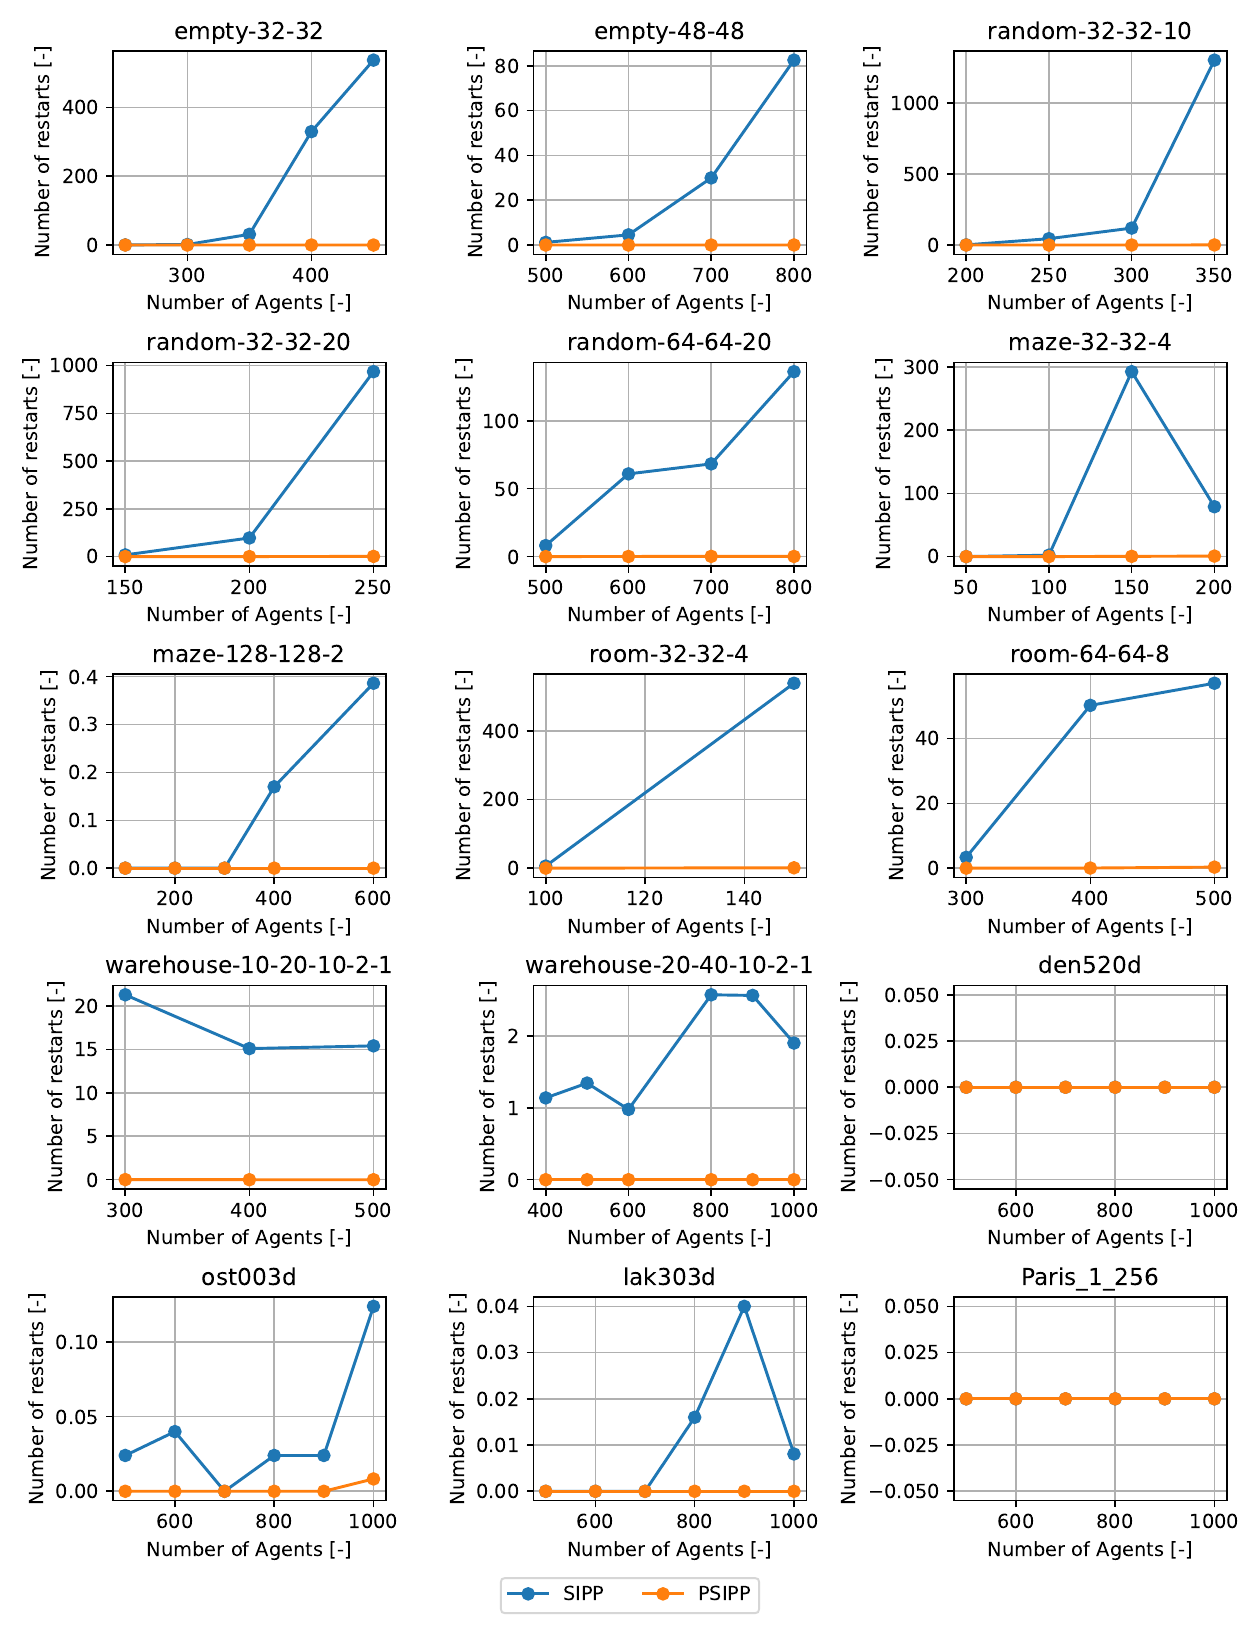 empty-32-32
Number of restarts [-]
400
200
0
300 400
Number of Agents [-]
empty-48-48
Number of restarts [-]
80
60
40
20
0
500 600 700 800
Number of Agents [-]
random-32-32-10
Number of restarts [-]
1000
500
0
200 250 300 350
Number of Agents [-]
random-32-32-20
Number of restarts [-]
1000
750
500
250
0
150 200 250
Number of Agents [-]
random-64-64-20
Number of restarts [-]
100
50
0
500 600 700 800
Number of Agents [-]
maze-32-32-4
Number of restarts [-]
300
200
100
0
50 100 150 200
Number of Agents [-]
maze-128-128-2
Number of restarts [-]
0.4
0.3
0.2
0.1
0.0
200 400 600
Number of Agents [-]
room-32-32-4
Number of restarts [-]
400
200
0
100 120 140
Number of Agents [-]
room-64-64-8
Number of restarts [-]
40
20
0
300 400 500
Number of Agents [-]
warehouse-10-20-10-2-1
Number of restarts [-]
20
15
10
5
0
300 400 500
Number of Agents [-]
warehouse-20-40-10-2-1
Number of restarts [-]
2
1
0
400 600 800 1000
Number of Agents [-]
den520d
Number of restarts [-]
0.050
0.025
0.000
−0.025
−0.050
600 800 1000
Number of Agents [-]
ost003d
Number of restarts [-]
0.10
0.05
0.00
600 800 1000
Number of Agents [-]
lak303d
Number of restarts [-]
0.04
0.03
0.02
0.01
0.00
600 800 1000
Number of Agents [-]
Paris_1_256
Number of restarts [-]
0.050
0.025
0.000
−0.025
−0.050
600 800 1000
Number of Agents [-]
SIPP PSIPP